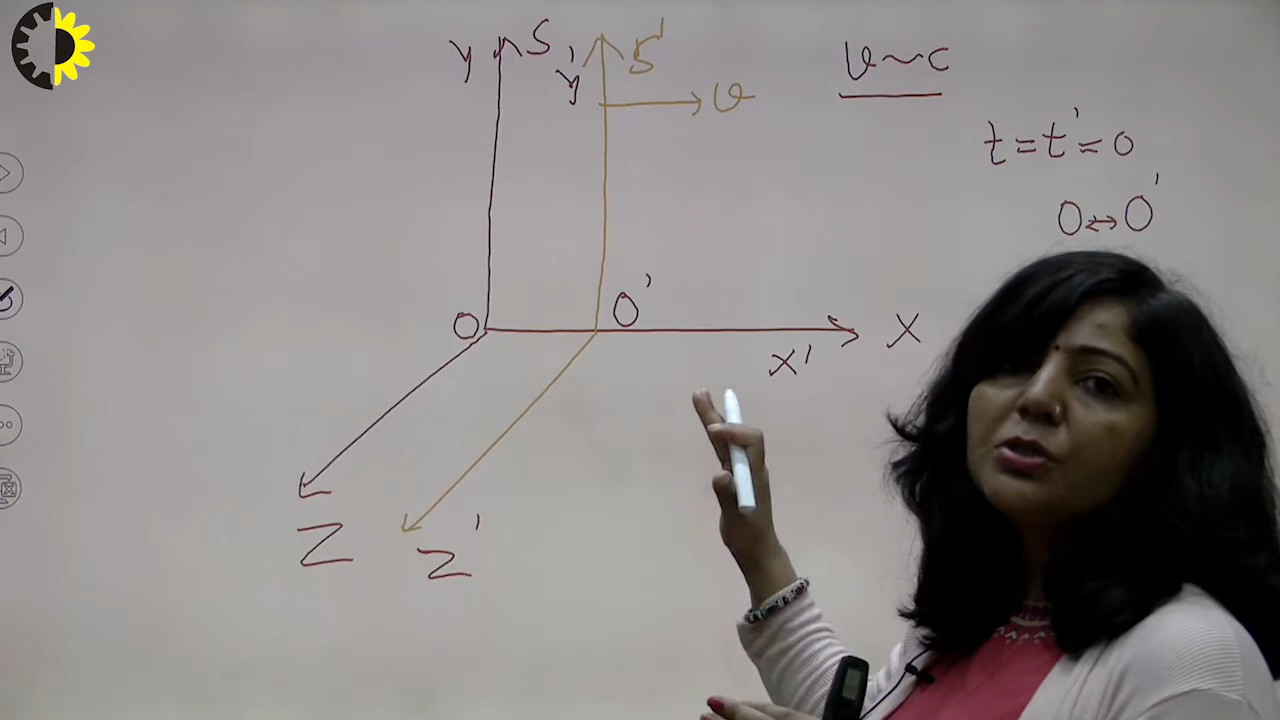 y S y' S' v
v ~ c
t = t' = 0
O ↔ O'
O O' x
x'
z z'